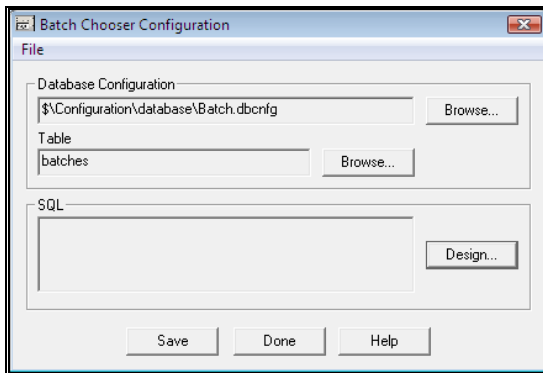 Batch Chooser Configuration
File
Database Configuration
$\Configuration\database\Batch.dbcnfg
Browse...
Table
batches
Browse...
SQL
Design...
Save Done Help